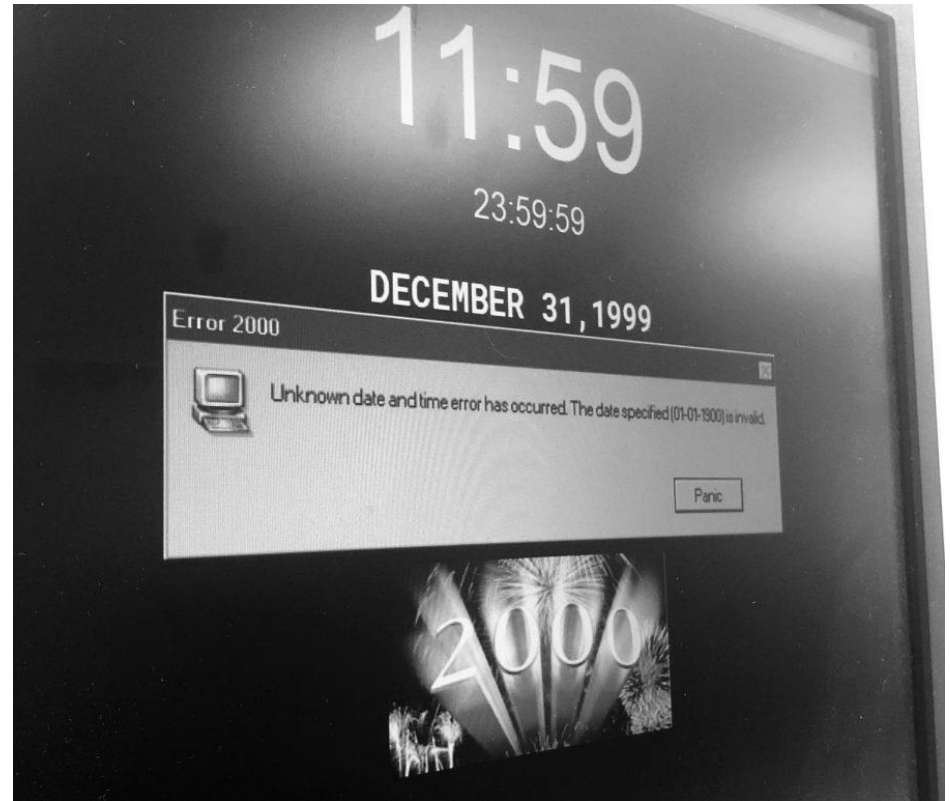 11:59
23:59:59
DECEMBER 31,1999
Error 2000
Unknown date and time error has occurred. The date specified (01-01-1900) is invalid.
Panic
2000